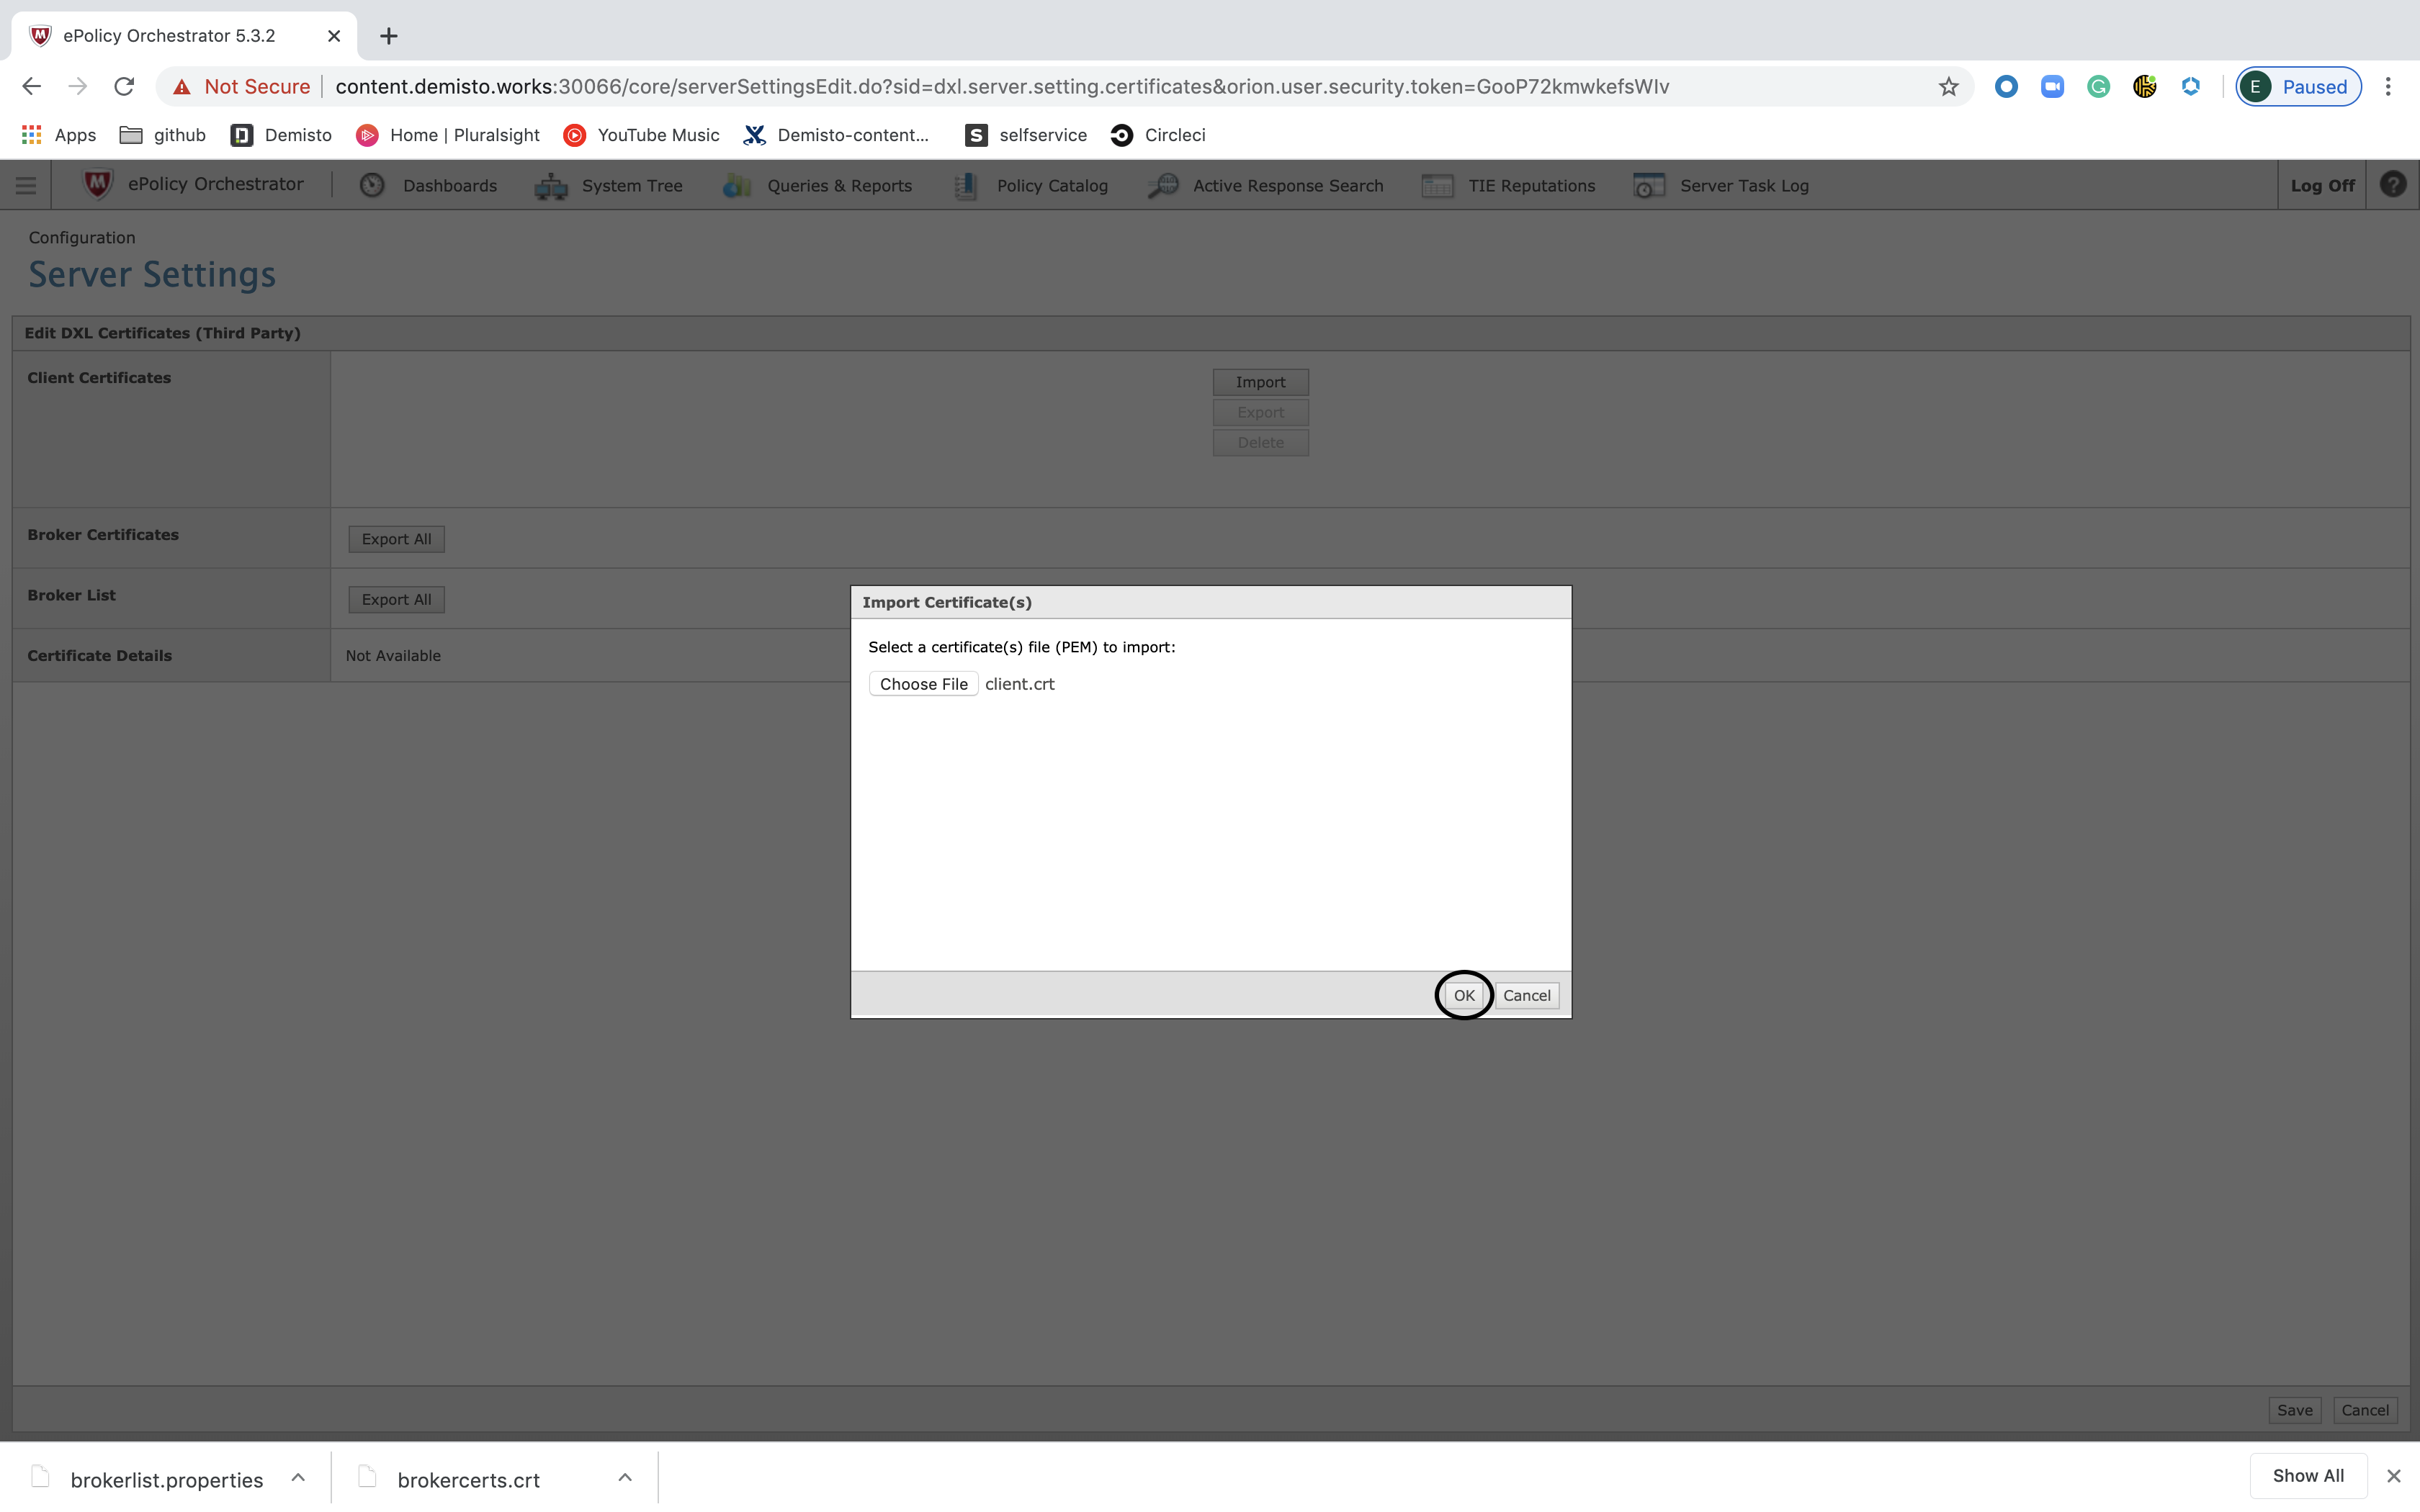 ePolicy Orchestrator 5.3.2
Not Secure content.demisto.works:30066/core/serverSettingsEdit.do?sid=dxl.server.setting.certificates&orion.user.security.token=GooP72kmwkefsWIv E Paused
Apps github Demisto Home | Pluralsight YouTube Music Demisto-content... S selfservice Circleci
ePolicy Orchestrator Dashboards System Tree Queries & Reports Policy Catalog Active Response Search TIE Reputations Server Task Log Log Off ?
Configuration
Server Settings
Edit DXL Certificates (Third Party)
Client Certificates Import
Export
Delete
Broker Certificates Export All
Broker List Export All
Certificate Details Not Available
Import Certificate(s)
Select a certificate(s) file (PEM) to import:
Choose File client.crt
OK Cancel
Save Cancel
brokerlist.properties brokercerts.crt Show All